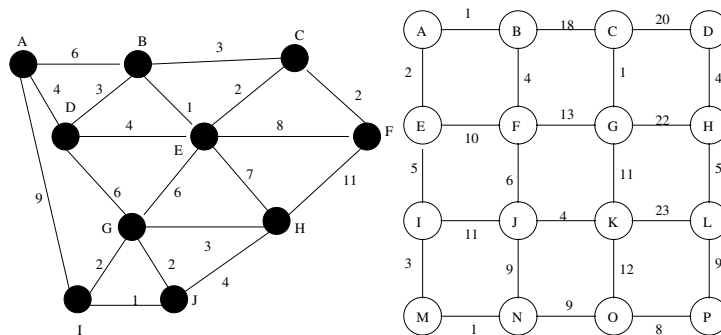 A 6 B 3 C
4 3 1 2 2
D 4 E 8 F
9 6 6 7 11
G 3 H
2 2 4
I 1 J
A 1 B 18 C 20 D
2 4 1 4
E 10 F 13 G 22 H
5 6 11 5
I 11 J 4 K 23 L
3 9 12 9
M 1 N 9 O 8 P